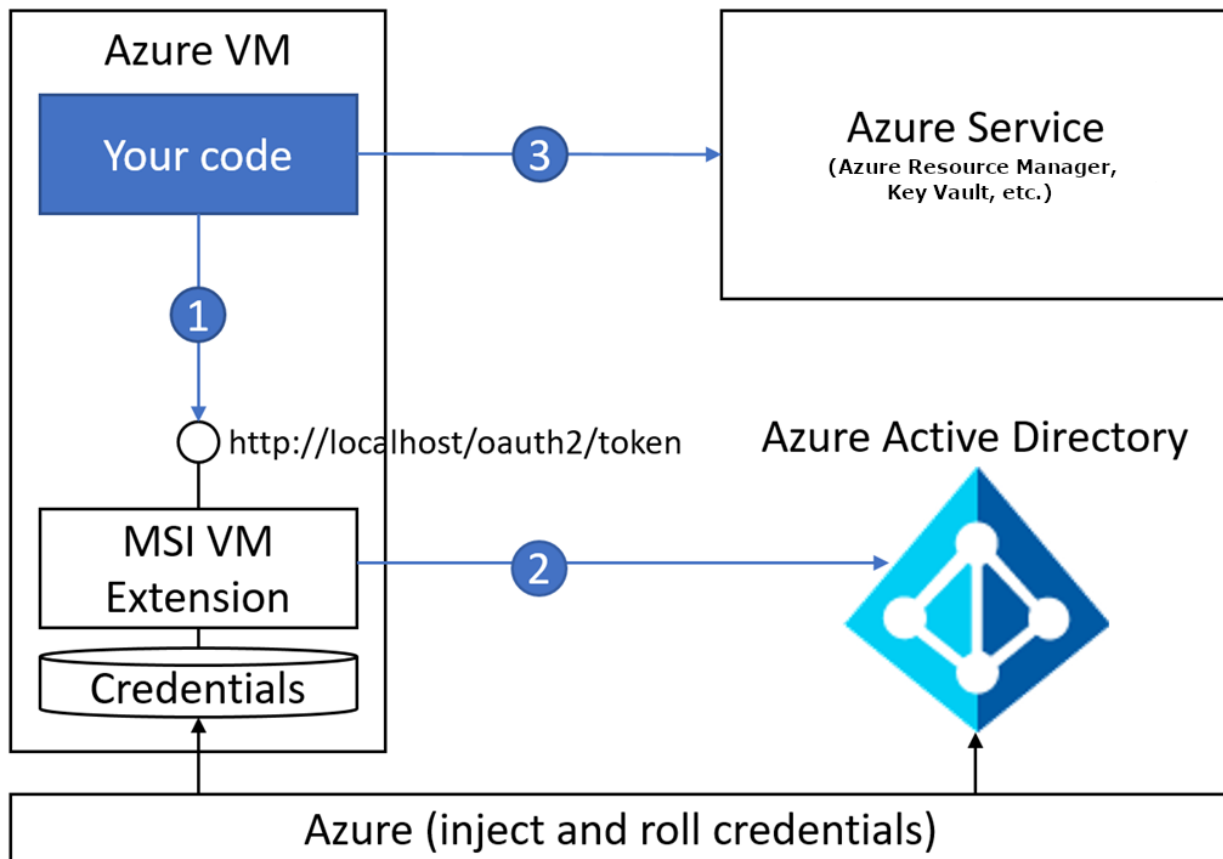 Azure VM
Your code
3
Azure Service
(Azure Resource Manager,
Key Vault, etc.)
1
http://localhost/oauth2/token
Azure Active Directory
MSI VM
Extension
2
Credentials
Azure (inject and roll credentials)